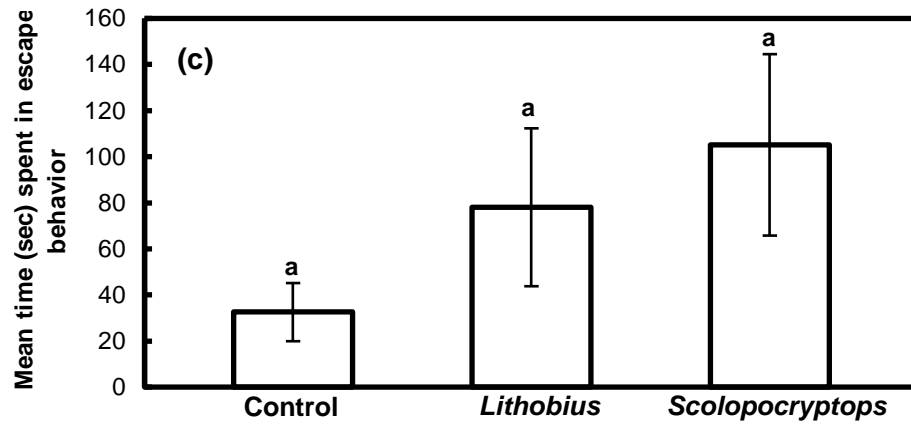 Mean time (sec) spent in escape
behavior
160
140
120
100
80
60
40
20
0
(c)
a
a
a
Control
Lithobius
Scolopocryptops